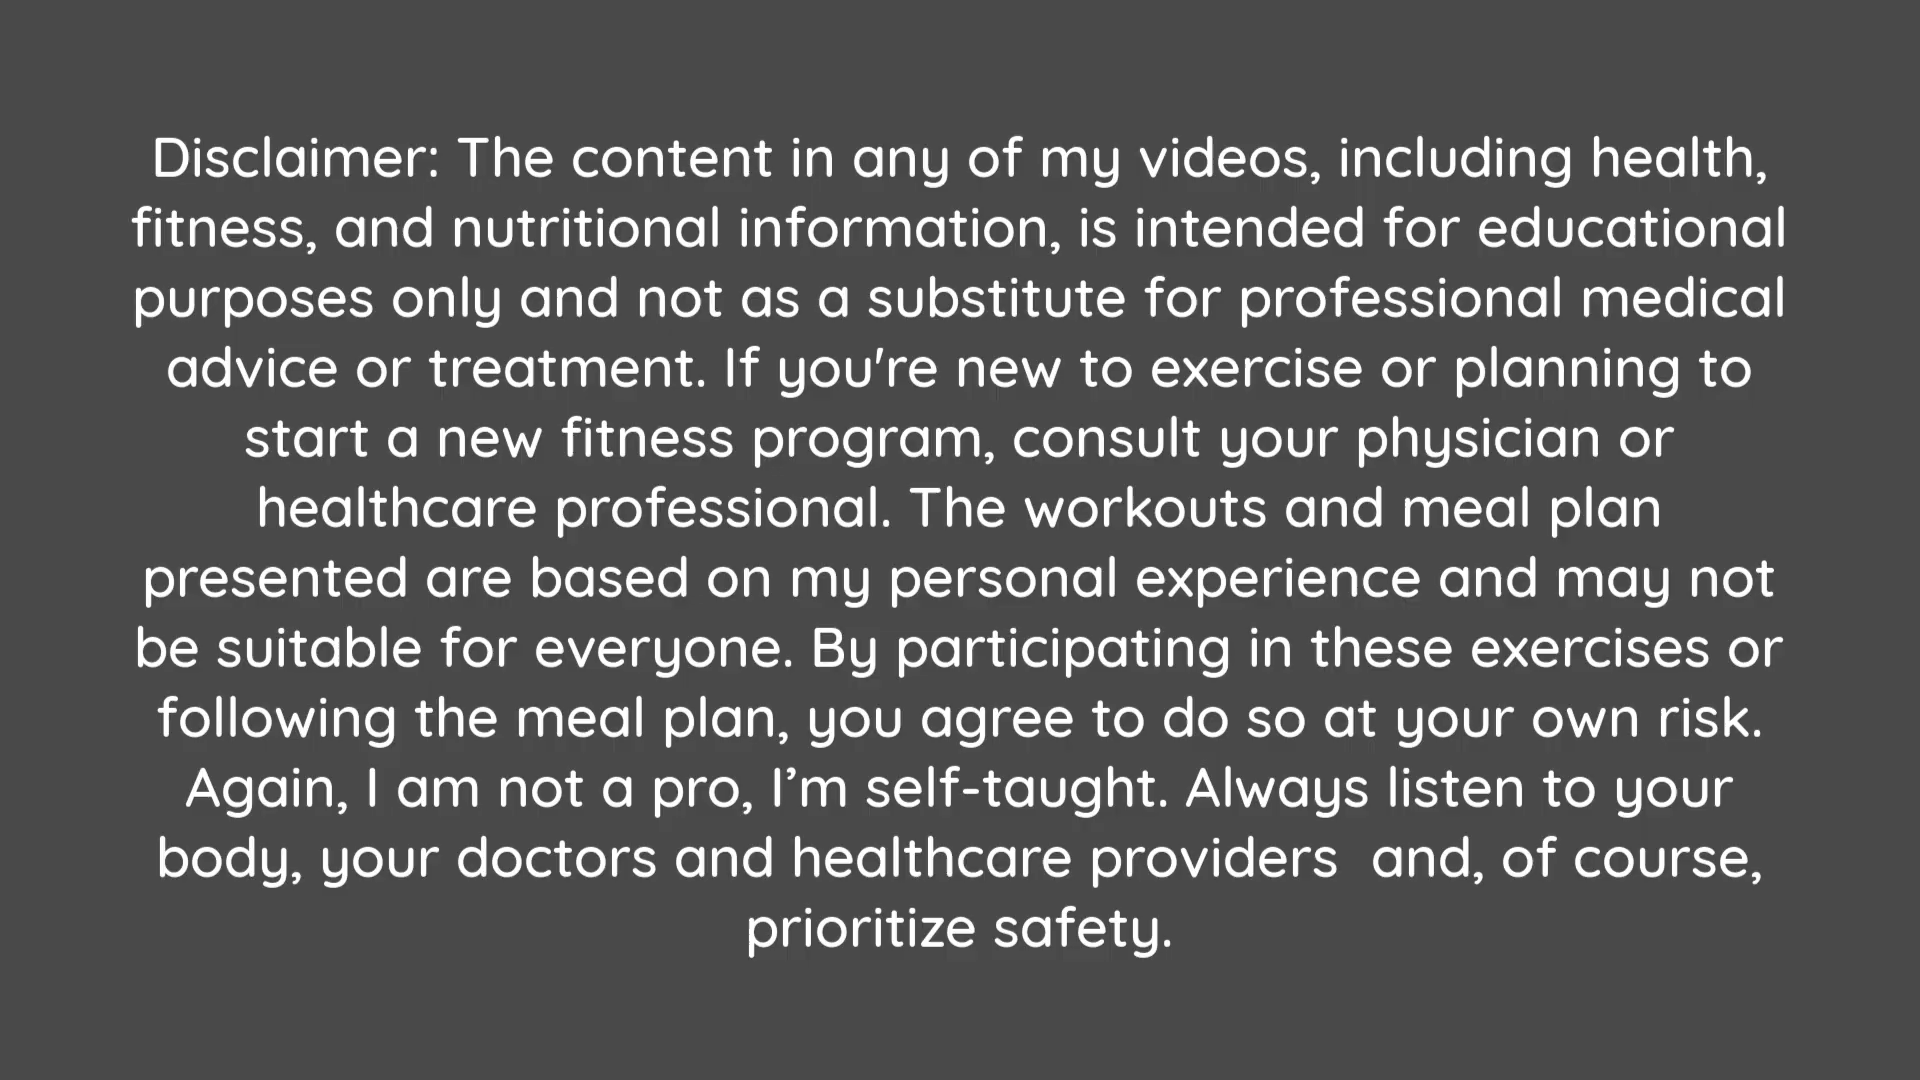 Disclaimer: The content in any of my videos, including health,
fitness, and nutritional information, is intended for educational
purposes only and not as a substitute for professional medical
advice or treatment. If you're new to exercise or planning to
start a new fitness program, consult your physician or
healthcare professional. The workouts and meal plan
presented are based on my personal experience and may not
be suitable for everyone. By participating in these exercises or
following the meal plan, you agree to do so at your own risk.
Again, I am not a pro, I’m self-taught. Always listen to your
body, your doctors and healthcare providers  and, of course,
prioritize safety.